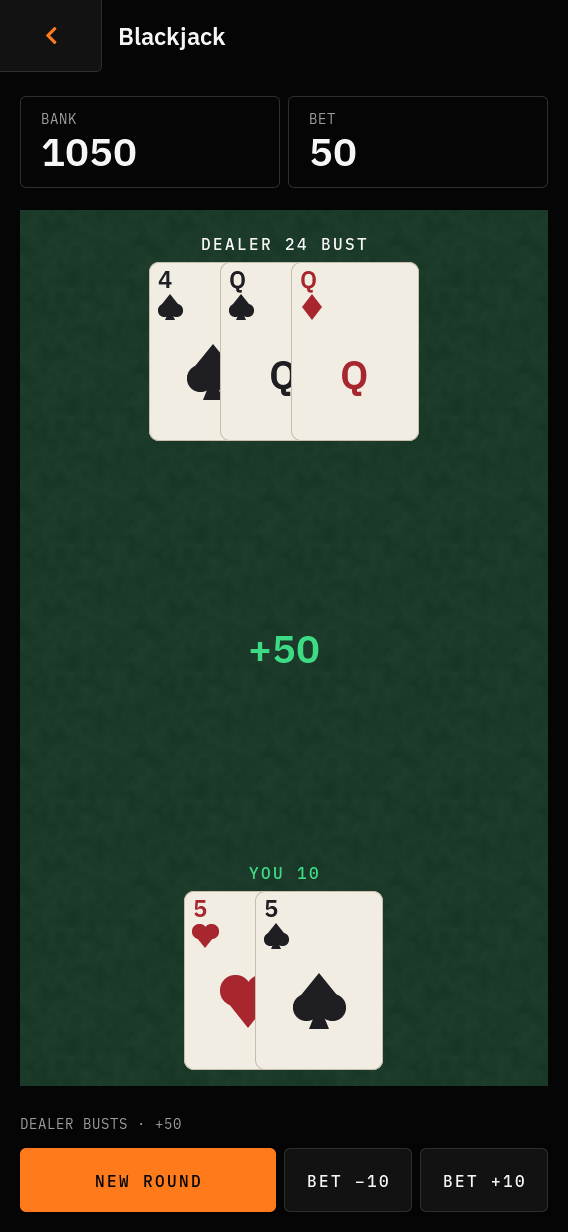 Blackjack
BANK
1050
BET
50
DEALER 24 BUST
4
Q
Q
Q
Q
+50
YOU 10
5
5
DEALER BUSTS · +50
NEW ROUND
BET −10
BET +10